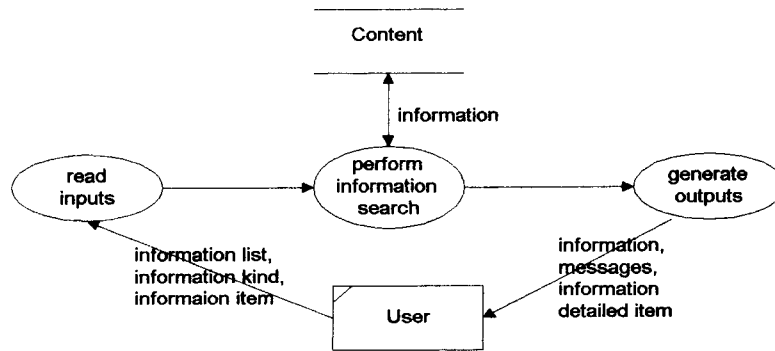 Content
information
read
inputs
perform
information
search
generate
outputs
information list,
information kind,
informaion item
User
information,
messages,
information
detailed item